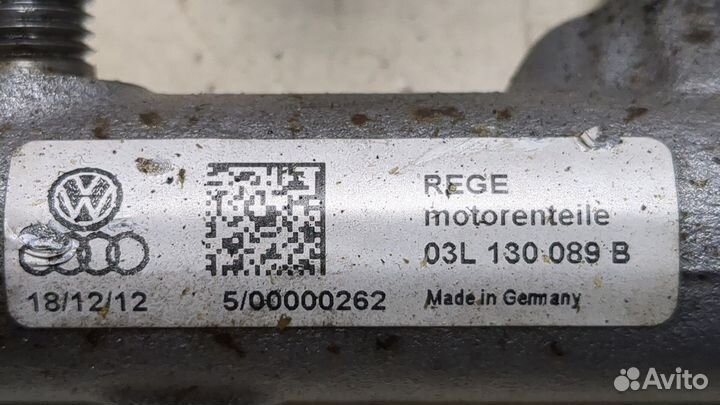 REGE
motorenteile
03L 130 089 B
18/12/12
5/00000262
Made in Germany
Avito